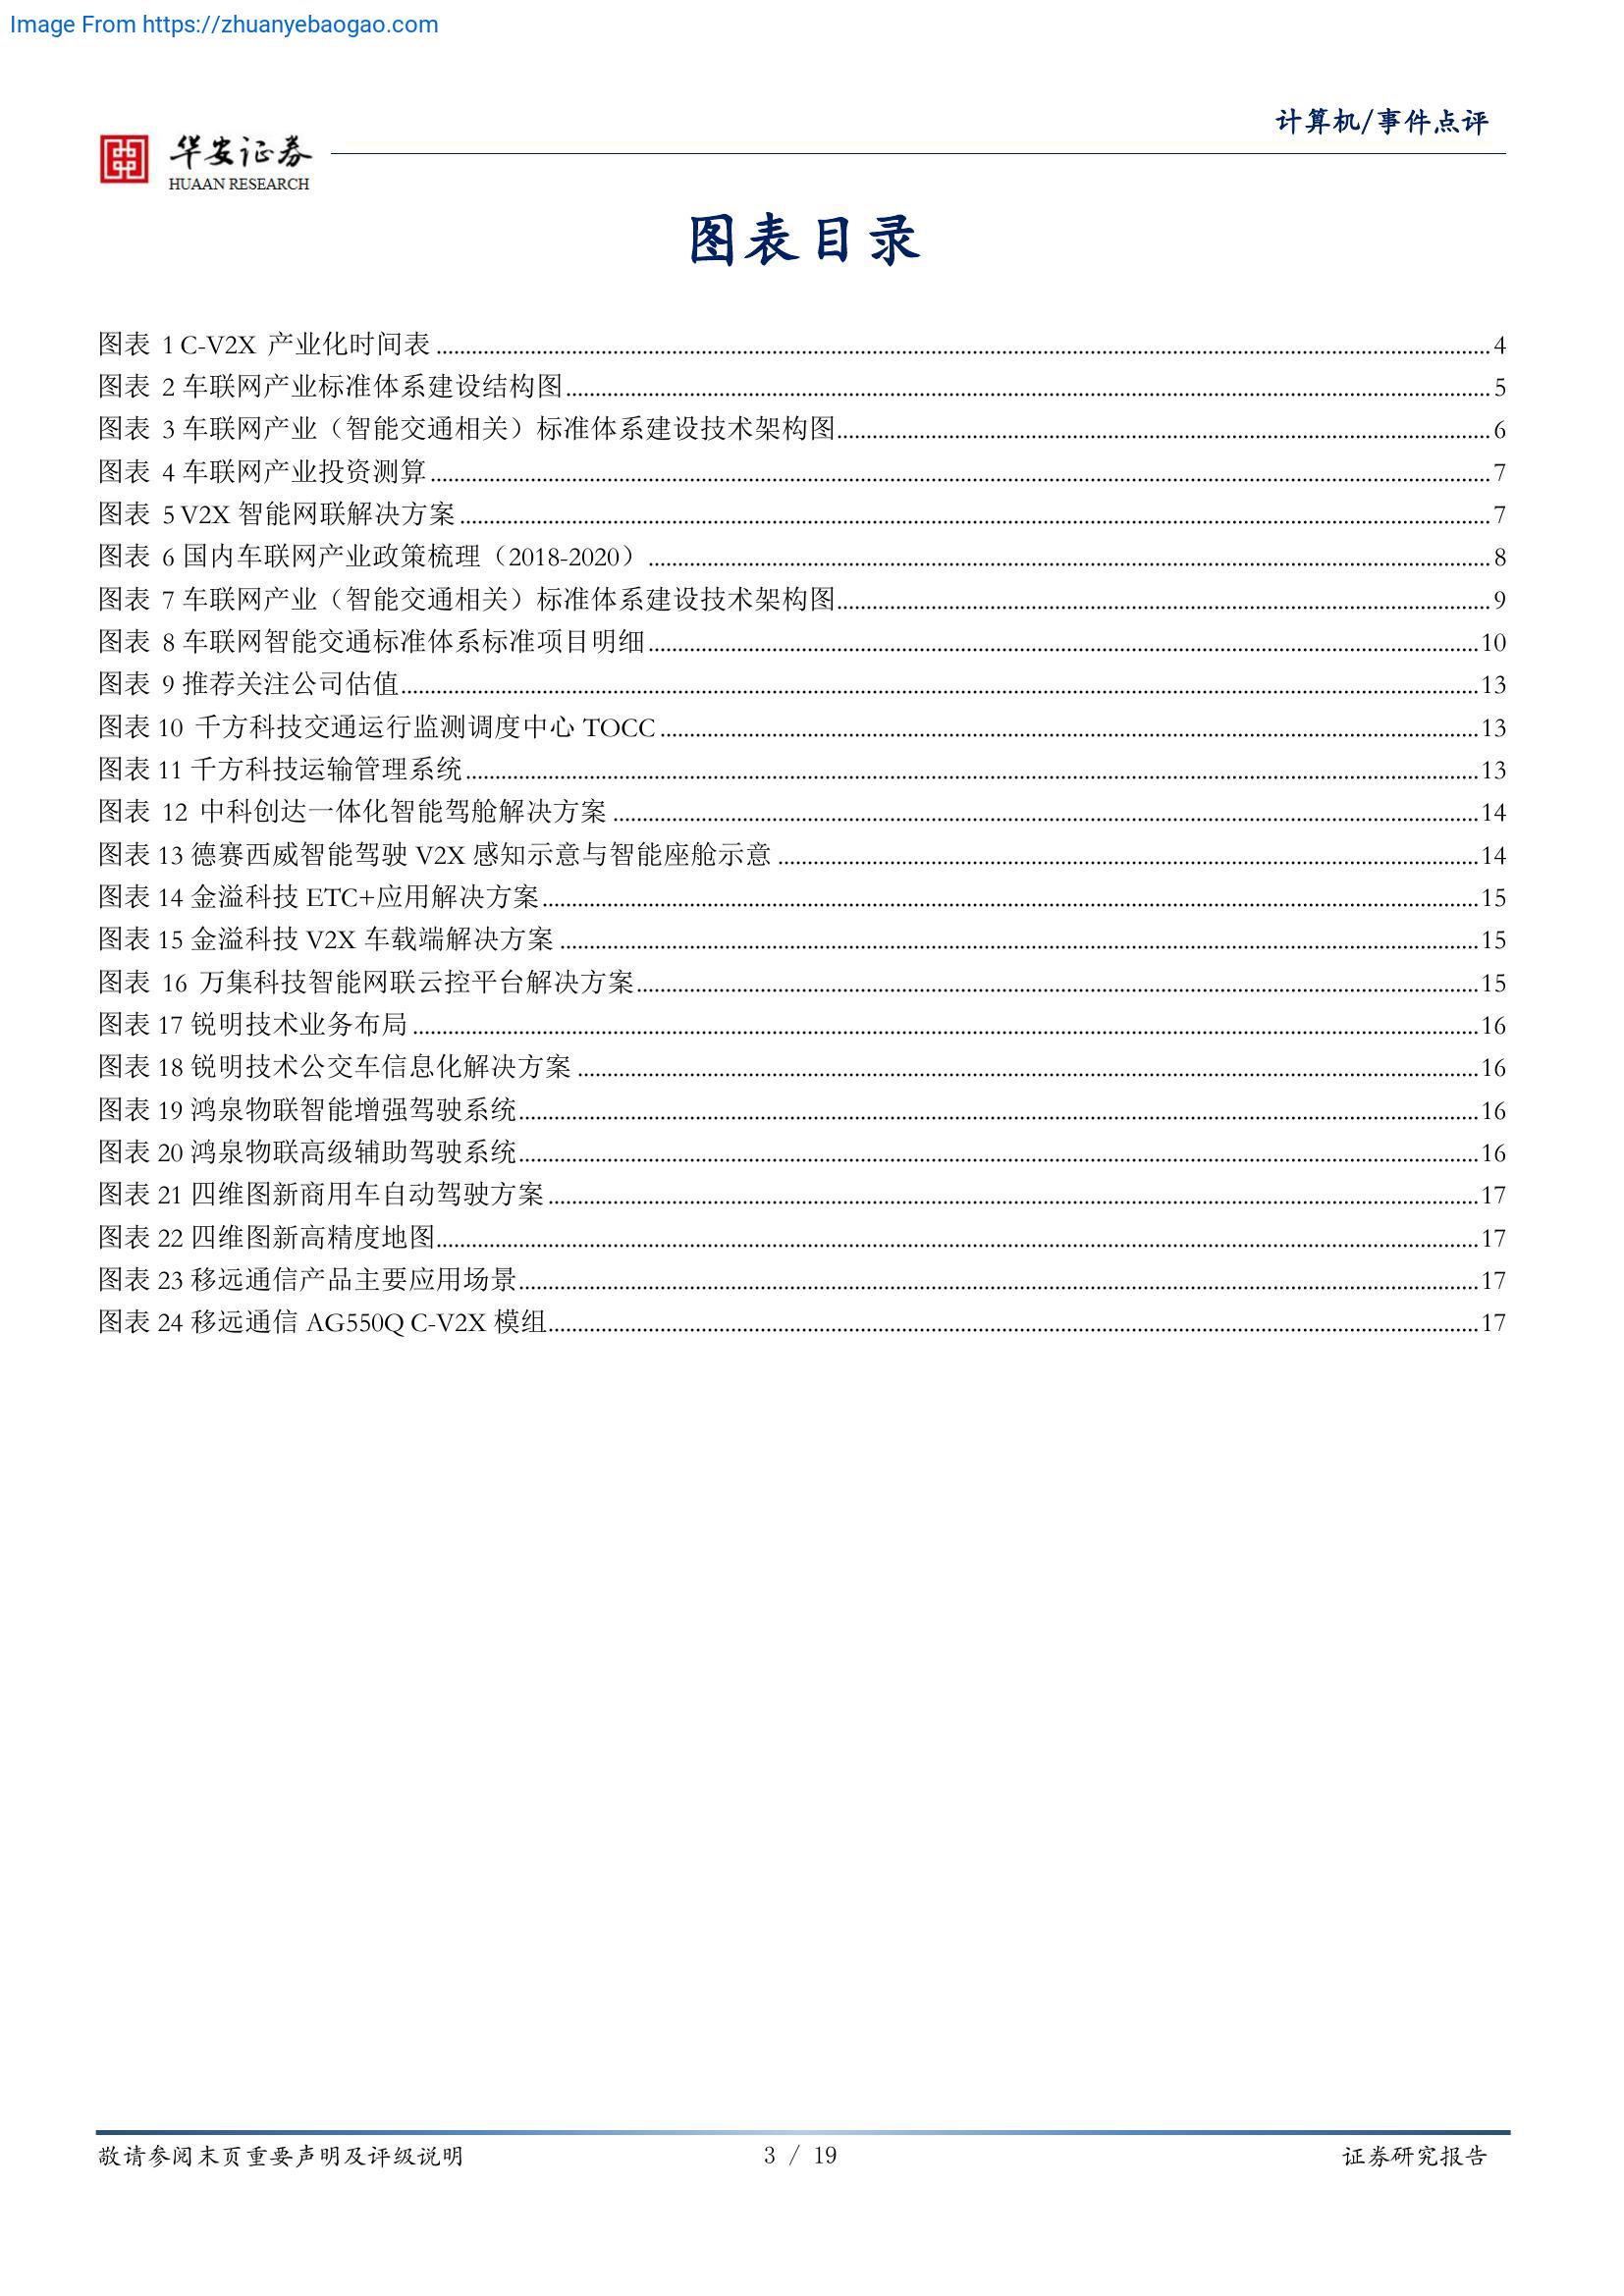 Image From https://zhuanyebaogao.com
计算机/事件点评
华安证券
HUAAN RESEARCH
图表目录
图表 1 C-V2X 产业化时间表 4
图表 2 车联网产业标准体系建设结构图 5
图表 3 车联网产业（智能交通相关）标准体系建设技术架构图 6
图表 4 车联网产业投资测算 7
图表 5 V2X 智能网联解决方案 7
图表 6 国内车联网产业政策梳理（2018-2020） 8
图表 7 车联网产业（智能交通相关）标准体系建设技术架构图 9
图表 8 车联网智能交通标准体系标准项目明细 10
图表 9 推荐关注公司估值 13
图表 10 千方科技交通运行监测调度中心 TOCC 13
图表 11 千方科技运输管理系统 13
图表 12 中科创达一体化智能驾舱解决方案 14
图表 13 德赛西威智能驾驶 V2X 感知示意与智能座舱示意 14
图表 14 金溢科技 ETC+应用解决方案 15
图表 15 金溢科技 V2X 车载端解决方案 15
图表 16 万集科技智能网联云控平台解决方案 15
图表 17 锐明技术业务布局 16
图表 18 锐明技术公交车信息化解决方案 16
图表 19 鸿泉物联智能增强驾驶系统 16
图表 20 鸿泉物联高级辅助驾驶系统 16
图表 21 四维图新商用车自动驾驶方案 17
图表 22 四维图新高精度地图 17
图表 23 移远通信产品主要应用场景 17
图表 24 移远通信 AG550Q C-V2X 模组 17
敬请参阅末页重要声明及评级说明
3 / 19
证券研究报告